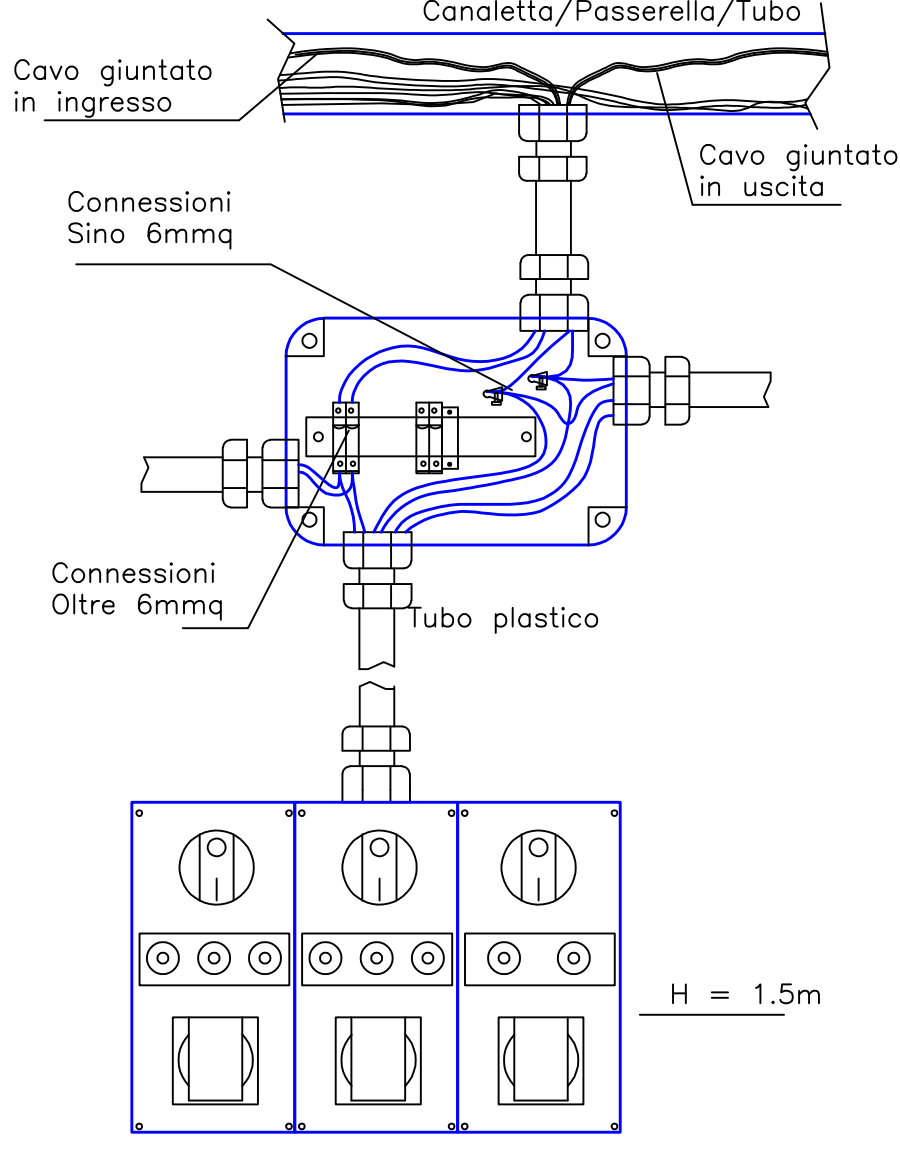 Canaletta/Passerella/Tubo
Cavo giuntato
in ingresso
Cavo giuntato
in uscita
Connessioni
Sino 6mmq
Connessioni
Oltre 6mmq
Tubo plastico
H = 1.5m